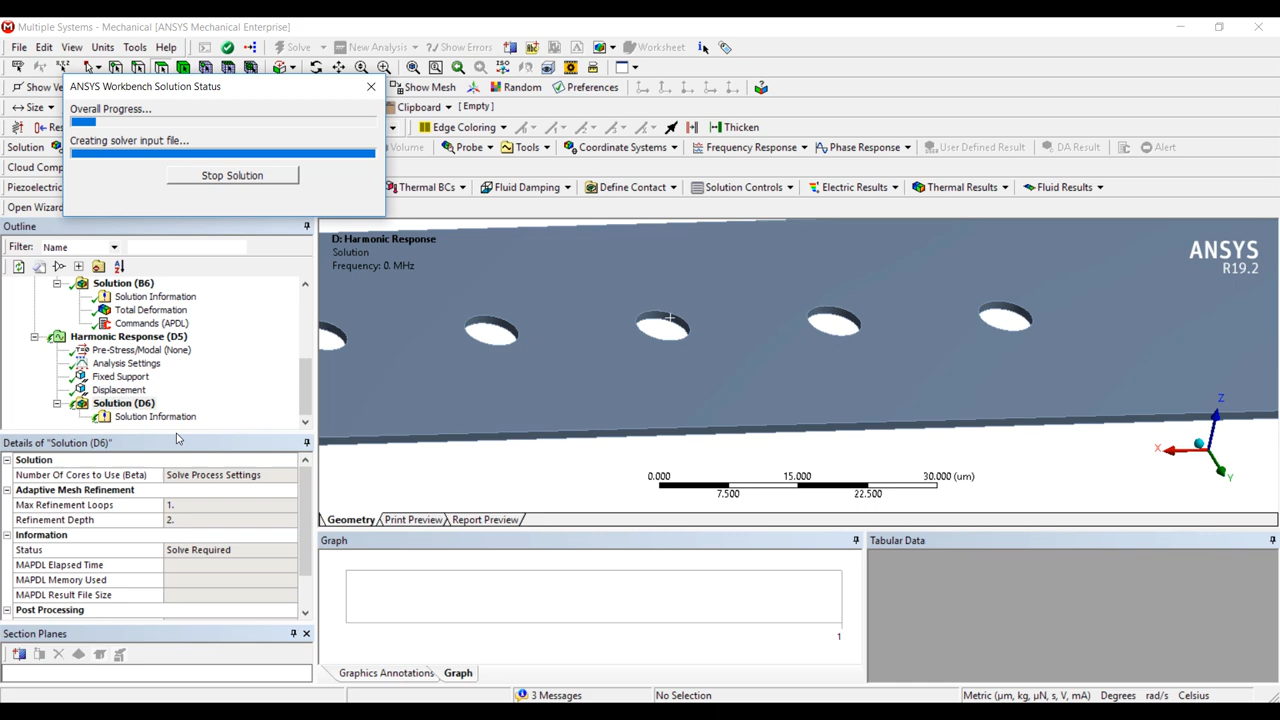 Multiple Systems - Mechanical [ANSYS Mechanical Enterprise]
File Edit View Units Tools Help Solve New Analysis Show Errors Worksheet
Show Ve Show Mesh Random Preferences
Size Clipboard [ Empty ]
Res Edge Coloring Thicken
Solution Volume Probe Tools Coordinate Systems Frequency Response Phase Response User Defined Result DA Result Alert
Cloud Comp
Piezoelectri Thermal BCs Fluid Damping Define Contact Solution Controls Electric Results Thermal Results Fluid Results
Open Wizard
ANSYS Workbench Solution Status
Overall Progress...
Creating solver input file...
Stop Solution
Outline
Filter: Name
Solution (B6)
Solution Information
Total Deformation
Commands (APDL)
Harmonic Response (D5)
Pre-Stress/Modal (None)
Analysis Settings
Fixed Support
Displacement
Solution (D6)
Solution Information
Details of "Solution (D6)"
Solution
Number Of Cores to Use (Beta) Solve Process Settings
Adaptive Mesh Refinement
Max Refinement Loops 1.
Refinement Depth 2.
Information
Status Solve Required
MAPDL Elapsed Time
MAPDL Memory Used
MAPDL Result File Size
Post Processing
Section Planes
D: Harmonic Response
Solution
Frequency: 0. MHz
ANSYS
R19.2
Z
X
Y
0.000 15.000 30.000 (um)
7.500 22.500
Geometry Print Preview Report Preview
Graph
1
Graphics Annotations Graph
Tabular Data
3 Messages No Selection Metric (µm, kg, µN, s, V, mA) Degrees rad/s Celsius